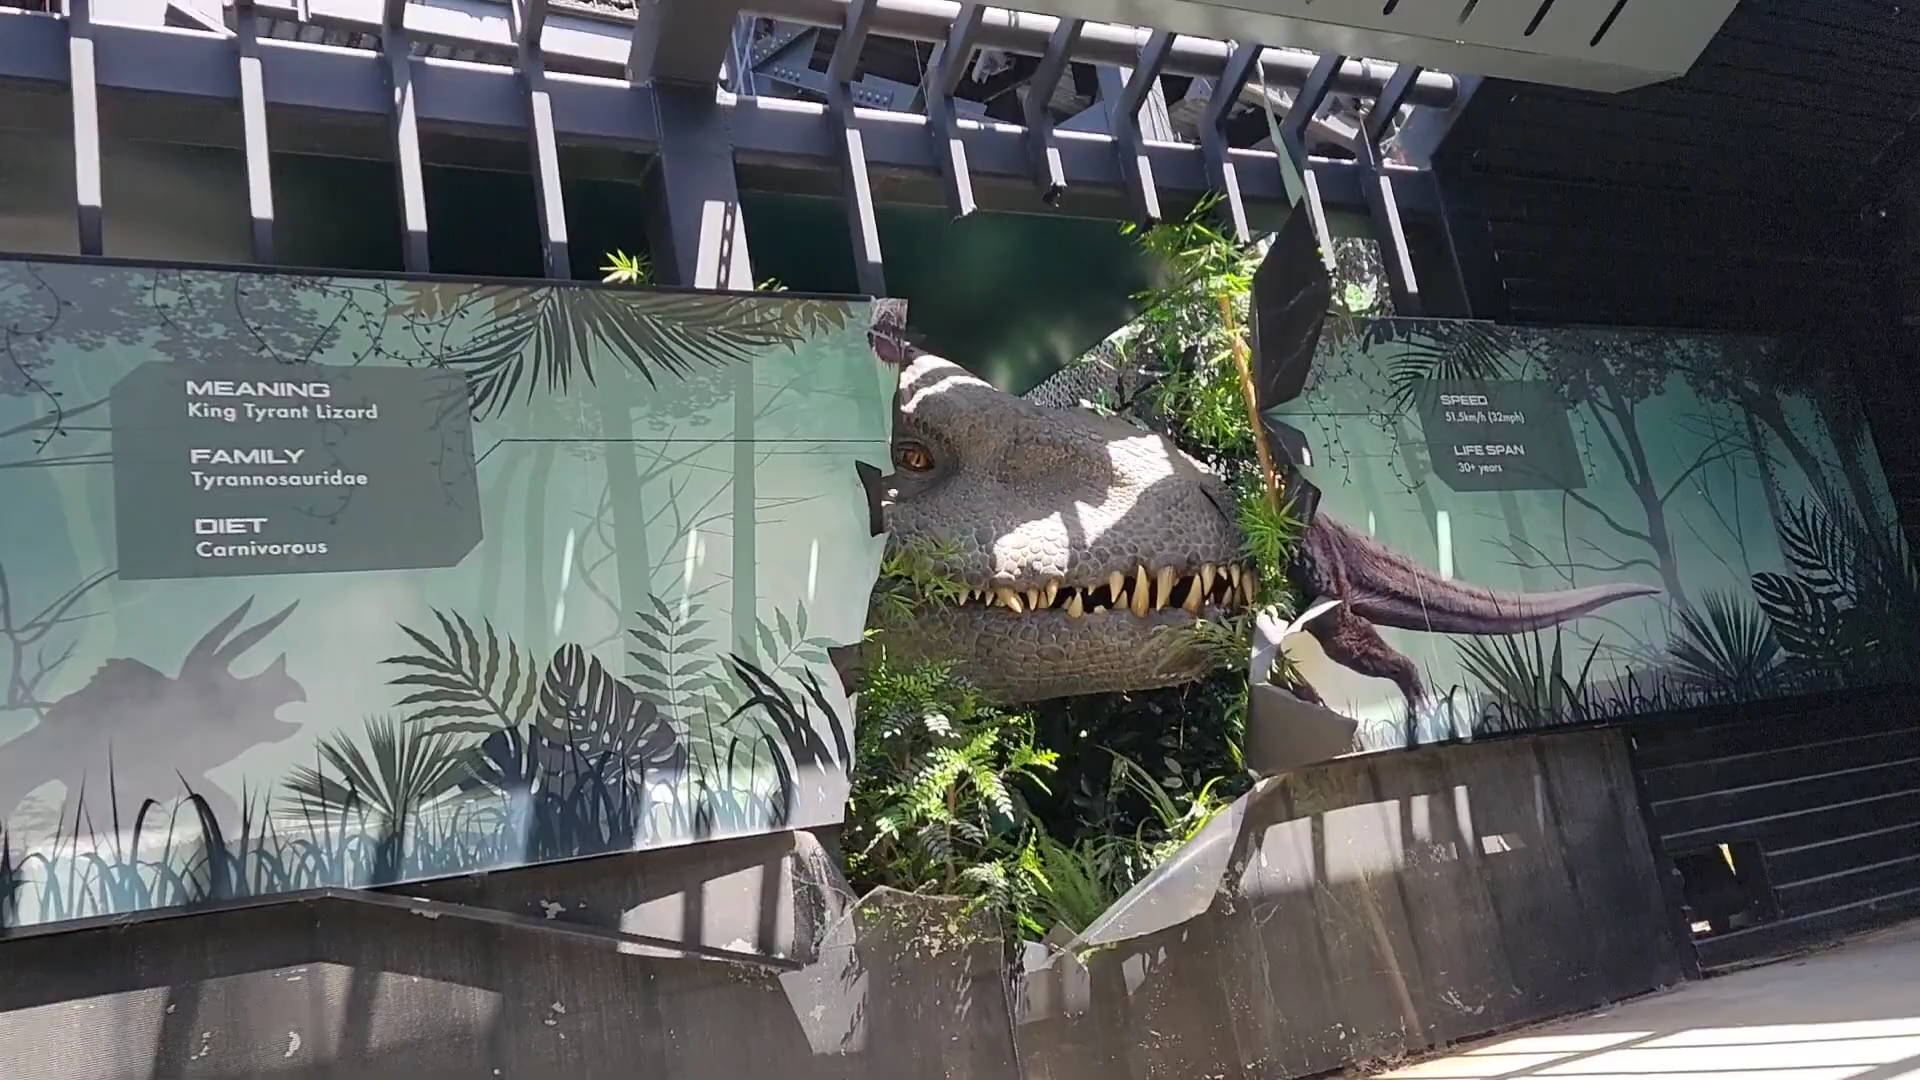 MEANING
King Tyrant Lizard
FAMILY
Tyrannosauridae
DIET
Carnivorous
SPEED
51.5km/h (32mph)
LIFE SPAN
30+ years